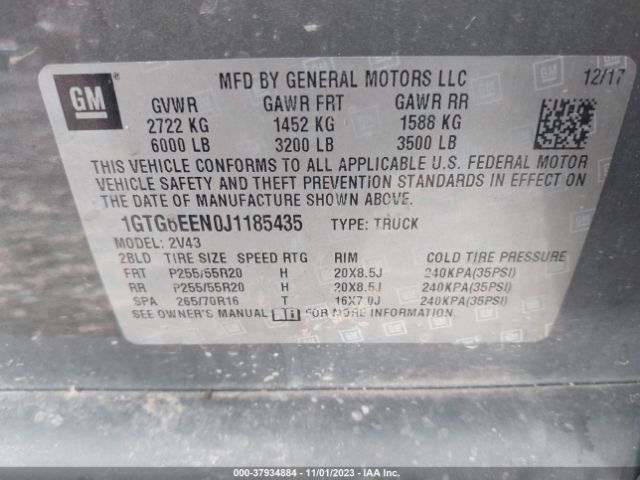 GM
MFD BY GENERAL MOTORS LLC 12/17
GVWR GAWR FRT GAWR RR
2722 KG 1452 KG 1588 KG
6000 LB 3200 LB 3500 LB
THIS VEHICLE CONFORMS TO ALL APPLICABLE U.S. FEDERAL MOTOR
VEHICLE SAFETY AND THEFT PREVENTION STANDARDS IN EFFECT ON
THE DATE OF MANUFACTURE SHOWN ABOVE.
1GTG6EEN0J1185435 TYPE: TRUCK
MODEL: 2V43
2BLD TIRE SIZE SPEED RTG RIM COLD TIRE PRESSURE
FRT P255/55R20 H 20X8.5J 240KPA(35PSI)
RR P255/55R20 H 20X8.5J 240KPA(35PSI)
SPA 265/70R16 T 16X7.0J 240KPA(35PSI)
SEE OWNER'S MANUAL FOR MORE INFORMATION
000-37934884 - 11/01/2023 - IAA Inc.